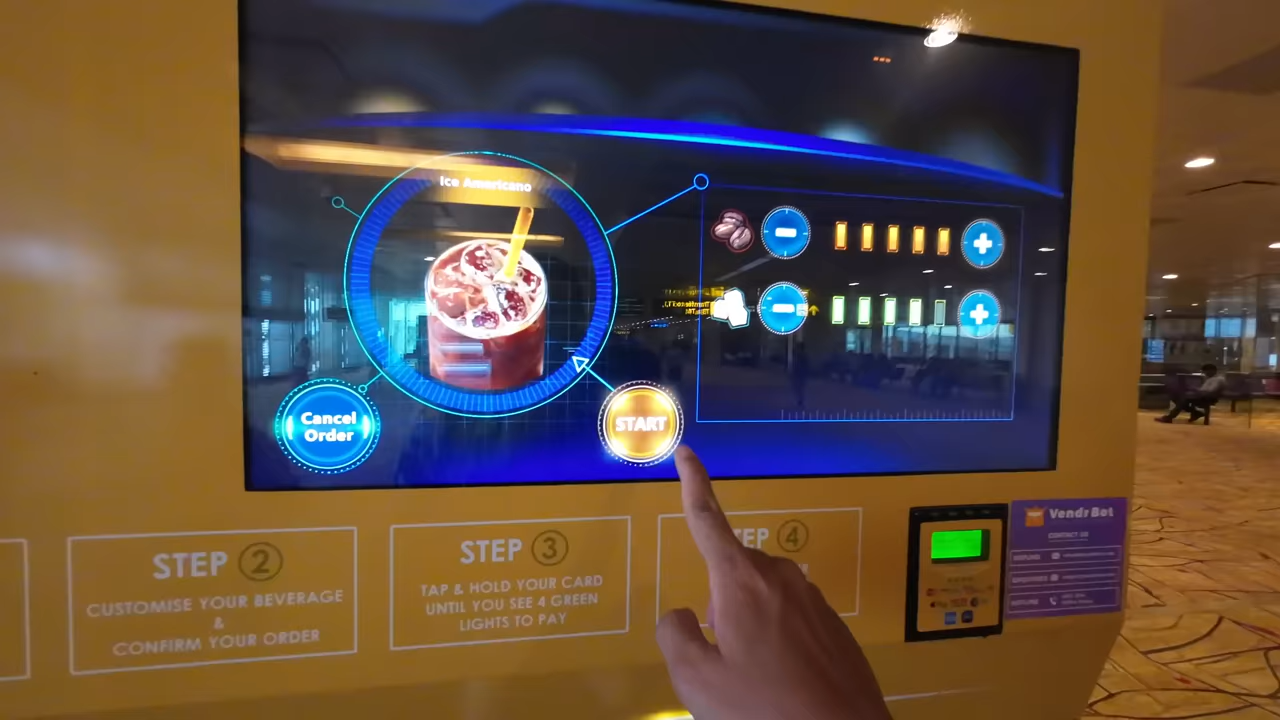 Ice Americano
Cancel
Order
START
STEP 2
CUSTOMISE YOUR BEVERAGE
&
CONFIRM YOUR ORDER
STEP 3
TAP & HOLD YOUR CARD
UNTIL YOU SEE 4 GREEN
LIGHTS TO PAY
EP 4
VendrBot
CONTACT US